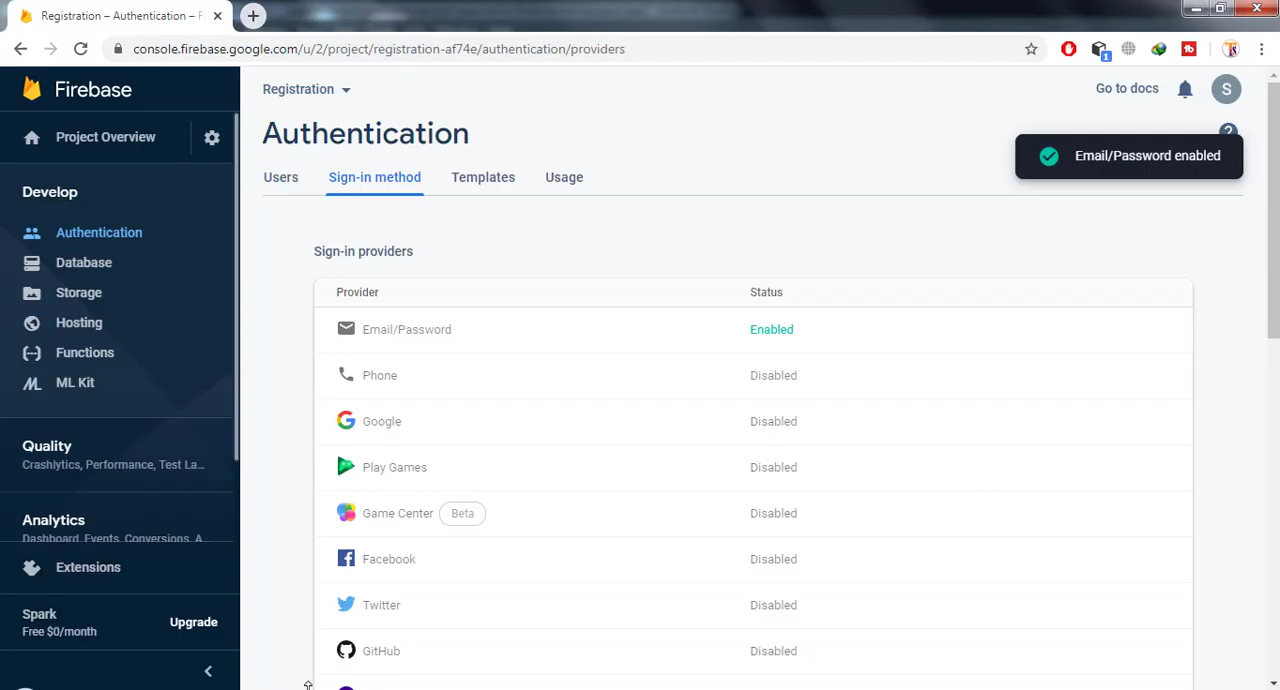 Registration – Authentication – F
console.firebase.google.com/u/2/project/registration-af74e/authentication/providers
1
Firebase
Project Overview
Develop
Authentication
Database
Storage
Hosting
Functions
ML Kit
Quality
Crashlytics, Performance, Test La...
Analytics
Dashboard, Events, Conversions, A...
Extensions
Spark
Free $0/month
Upgrade
Registration
Go to docs
S
Authentication
?
Email/Password enabled
Users
Sign-in method
Templates
Usage
Sign-in providers
Provider
Status
Email/Password
Enabled
Phone
Disabled
Google
Disabled
Play Games
Disabled
Game Center
Beta
Disabled
Facebook
Disabled
Twitter
Disabled
GitHub
Disabled